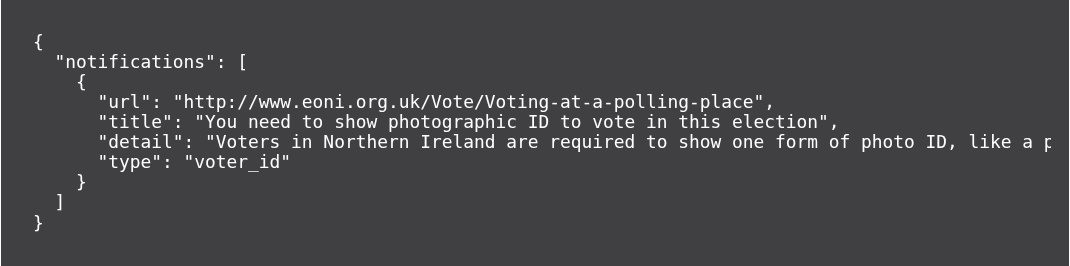 {
  "notifications": [
    {
      "url": "http://www.eoni.org.uk/Vote/Voting-at-a-polling-place",
      "title": "You need to show photographic ID to vote in this election",
      "detail": "Voters in Northern Ireland are required to show one form of photo ID, like a
      "type": "voter_id"
    }
  ]
}